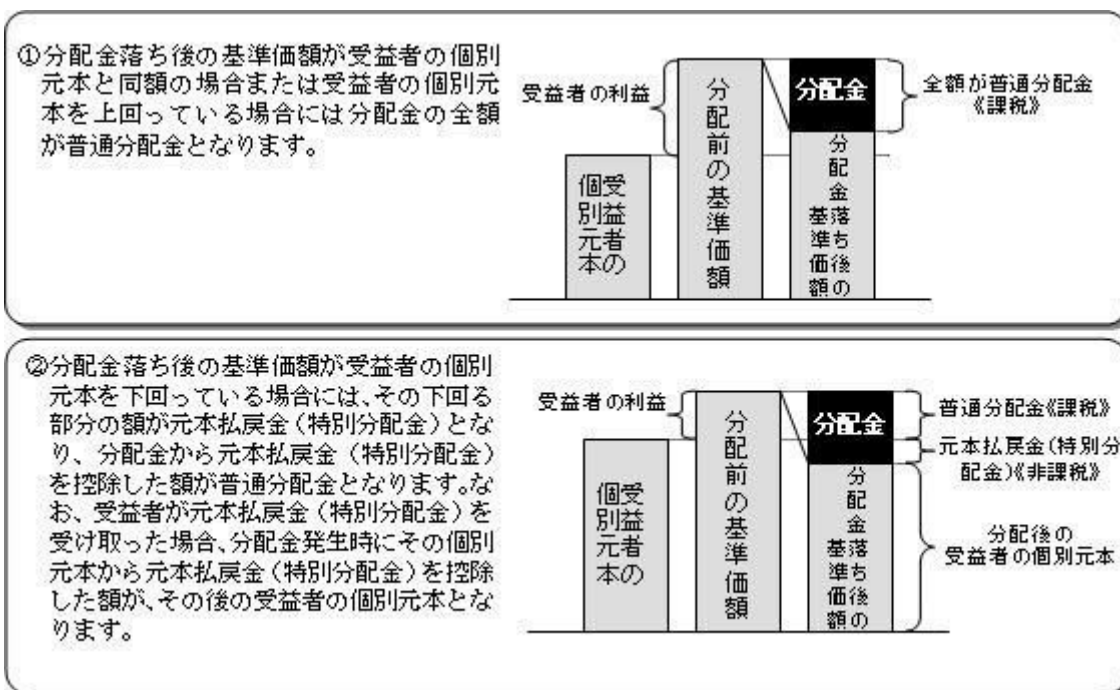 ①分配金落ち後の基準価額が受益者の個別
元本と同額の場合または受益者の個別元
本を上回っている場合には分配金の全額
が普通分配金となります。
受益者の利益
受益者の
個別元本
分配前の基準価額
分配金
分配金落ち後の
基準価額
全額が普通分配金
《課税》
②分配金落ち後の基準価額が受益者の個別
元本を下回っている場合には、その下回る
部分の額が元本払戻金（特別分配金）とな
り、分配金から元本払戻金（特別分配金）
を控除した額が普通分配金となります。な
お、受益者が元本払戻金（特別分配金）を
受け取った場合、分配金発生時にその個別
元本から元本払戻金（特別分配金）を控除
した額が、その後の受益者の個別元本とな
ります。
受益者の利益
受益者の
個別元本
分配前の基準価額
分配金
分配金落ち後の
基準価額
普通分配金《課税》
元本払戻金(特別分
配金)《非課税》
分配後の
受益者の個別元本